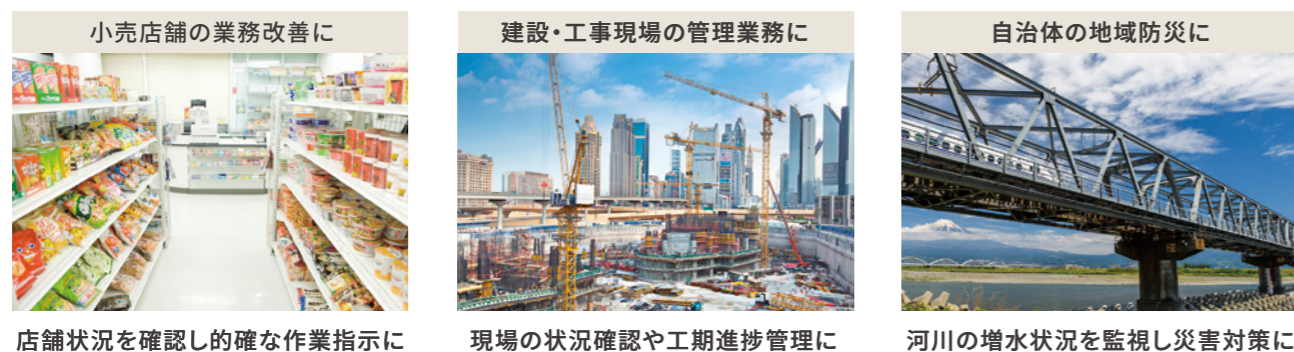 小売店舗の業務改善に
建設・工事現場の管理業務に
自治体の地域防災に
店舗状況を確認し的確な作業指示に
現場の状況確認や工期進捗管理に
河川の増水状況を監視し災害対策に